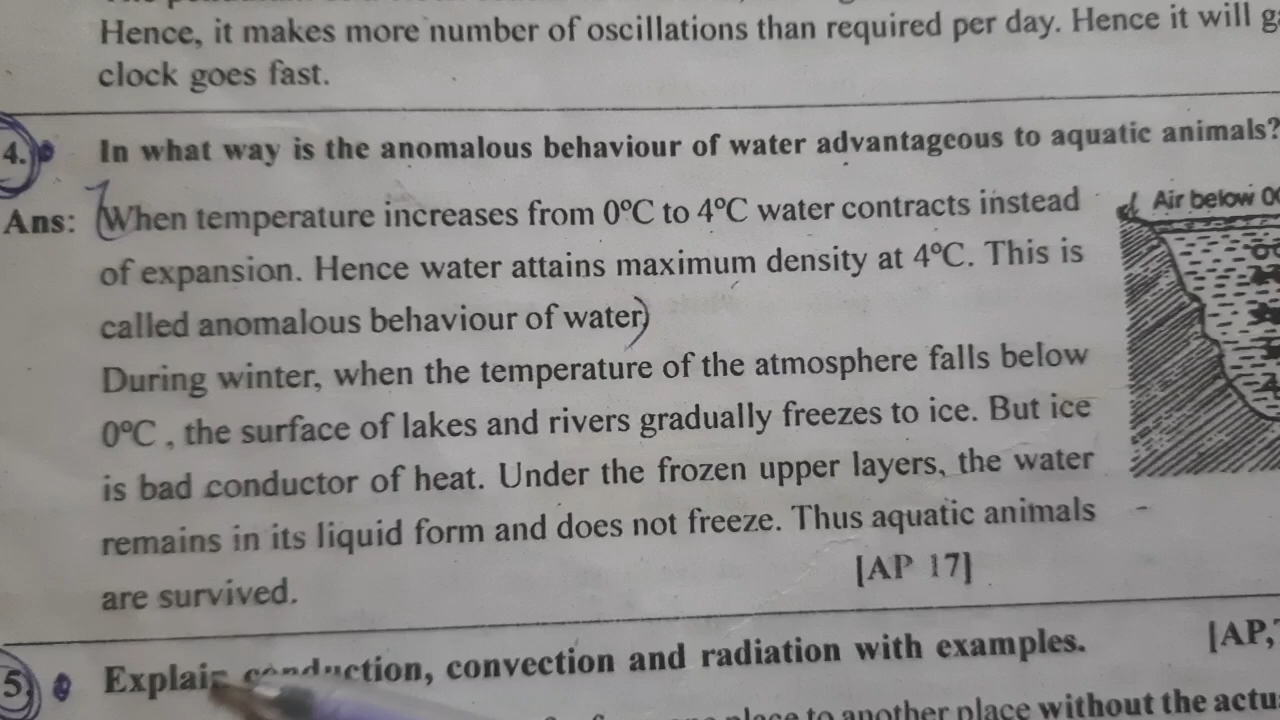 Hence, it makes more number of oscillations than required per day. Hence it will
clock goes fast.
4. In what way is the anomalous behaviour of water advantageous to aquatic animals?
Ans: When temperature increases from 0°C to 4°C water contracts instead
of expansion. Hence water attains maximum density at 4°C. This is
called anomalous behaviour of water
During winter, when the temperature of the atmosphere falls below
0°C , the surface of lakes and rivers gradually freezes to ice. But ice
is bad conductor of heat. Under the frozen upper layers, the water
remains in its liquid form and does not freeze. Thus aquatic animals
are survived.
[AP 17]
Air below
5. Explain conduction, convection and radiation with examples. [AP,
place to another place without the